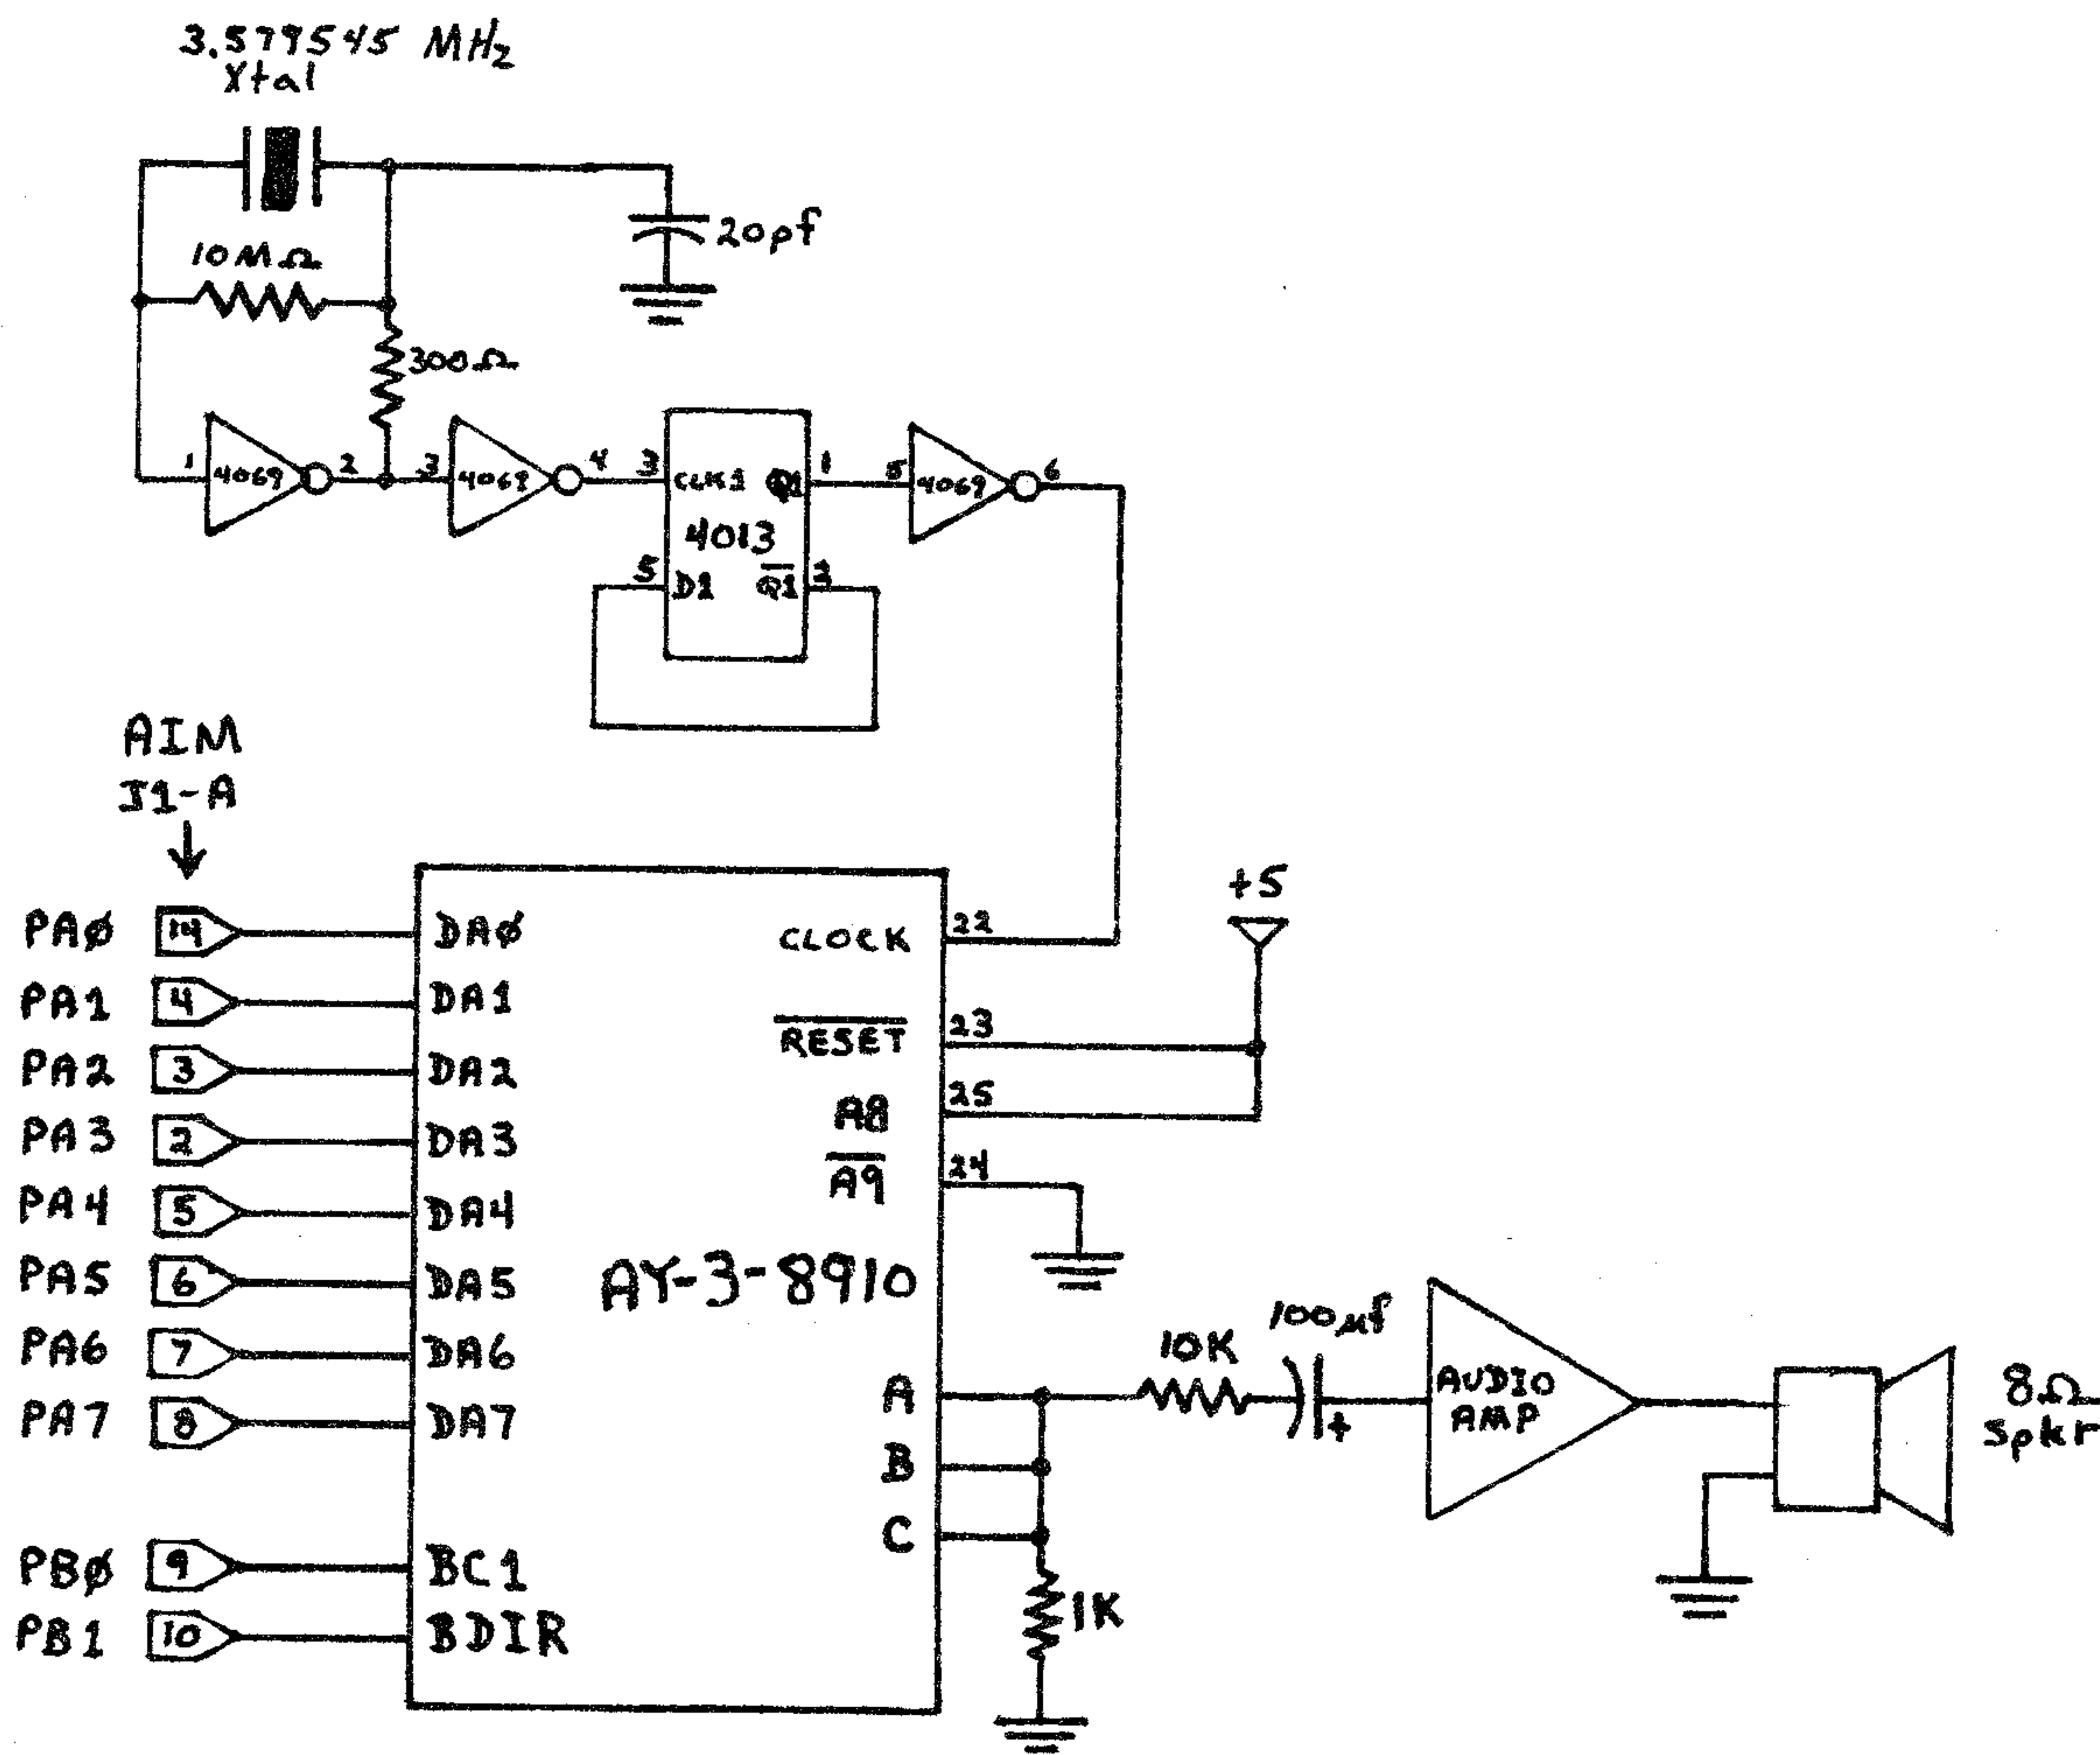 3.579545 MHz
Xtal
20pf
10MΩ
300Ω
1 4069 2
3 4069 4
3 CLK1 Q1 1
4013
5 D1 Q̅1̅ 2
5 4069 6
AIM
J1-A
+5
PAØ 14 DAØ
CLOCK 22
PA1 4 DA1
R̅E̅S̅E̅T̅ 23
PA2 3 DA2
A8 25
PA3 2 DA3
A̅9̅ 24
PA4 5 DA4
PA5 6 DA5
AY-3-8910
PA6 7 DA6
PA7 8 DA7
A
B
C
10K
100µf
+
AUDIO
AMP
8Ω
Spkr
PBØ 9 BC1
PB1 10 BDIR
1K